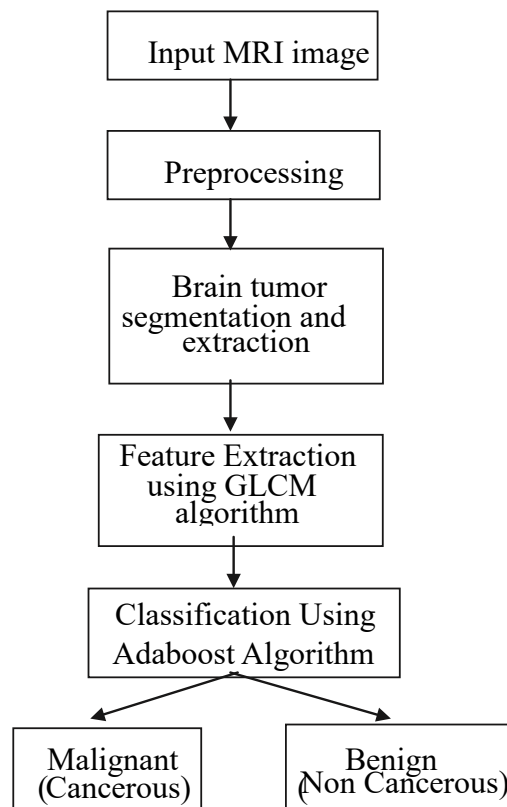 Input MRI image
Preprocessing
Brain tumor
segmentation and
extraction
Feature Extraction
using GLCM
algorithm
Classification Using
Adaboost Algorithm
Malignant
(Cancerous)
Benign
(Non Cancerous)